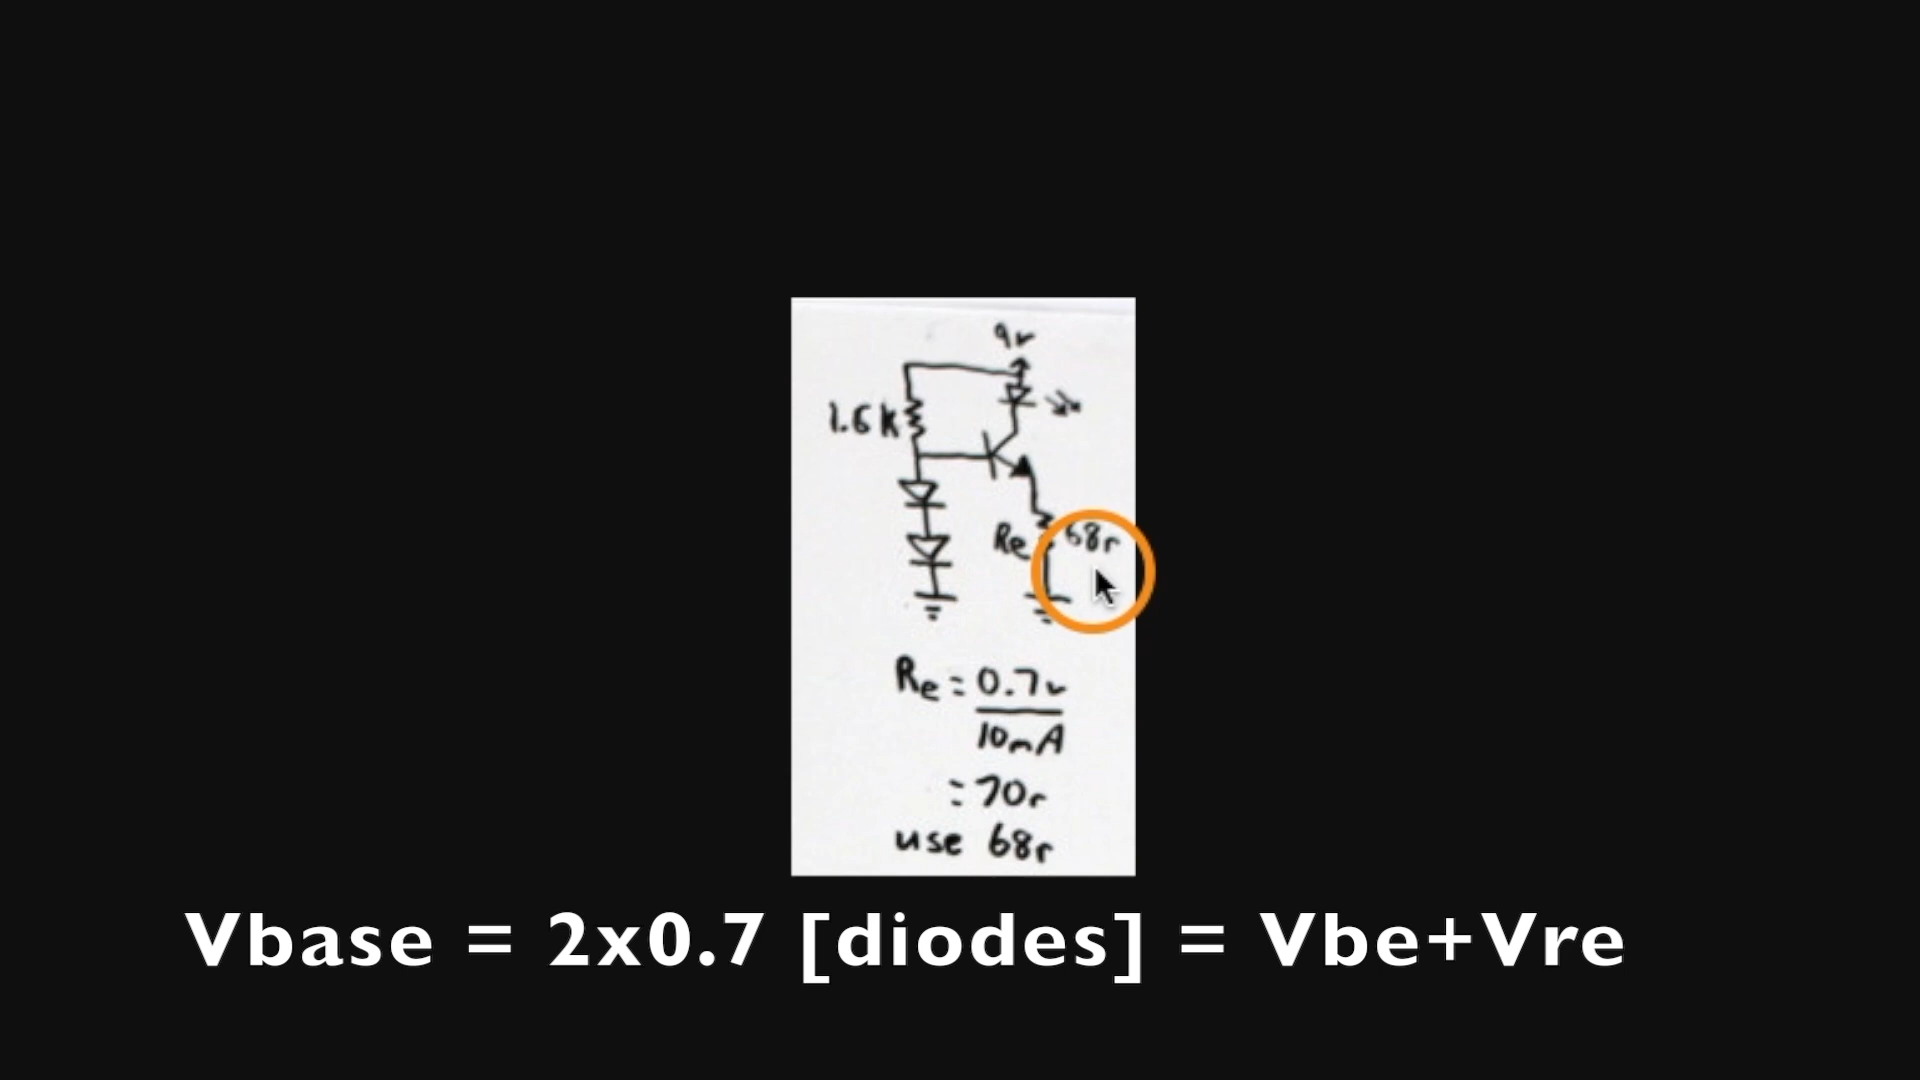 9v
1.6k
Re 68r
Re = 0.7v
10mA
= 70r
use 68r
Vbase = 2x0.7 [diodes] = Vbe+Vre